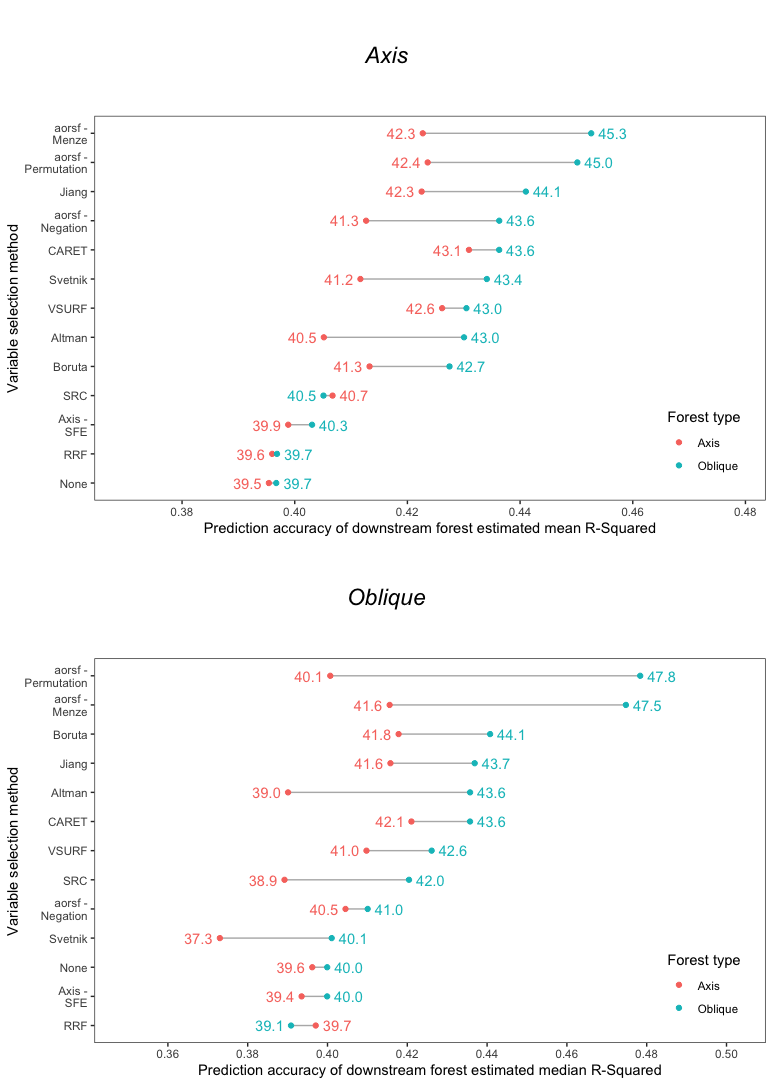 Axis
Variable selection method
aorsf -
Menze
42.3 45.3
aorsf -
Permutation
42.4 45.0
Jiang 42.3 44.1
aorsf -
Negation
41.3 43.6
CARET 43.1 43.6
Svetnik 41.2 43.4
VSURF 42.6 43.0
Altman 40.5 43.0
Boruta 41.3 42.7
SRC 40.5 40.7
Axis -
SFE
39.9 40.3
RRF 39.6 39.7
None 39.5 39.7
Forest type
Axis
Oblique
0.38 0.40 0.42 0.44 0.46 0.48
Prediction accuracy of downstream forest estimated mean R-Squared
Oblique
Variable selection method
aorsf -
Permutation
40.1 47.8
aorsf -
Menze
41.6 47.5
Boruta 41.8 44.1
Jiang 41.6 43.7
Altman 39.0 43.6
CARET 42.1 43.6
VSURF 41.0 42.6
SRC 38.9 42.0
aorsf -
Negation
40.5 41.0
Svetnik 37.3 40.1
None 39.6 40.0
Axis -
SFE
39.4 40.0
RRF 39.1 39.7
Forest type
Axis
Oblique
0.36 0.38 0.40 0.42 0.44 0.46 0.48 0.50
Prediction accuracy of downstream forest estimated median R-Squared